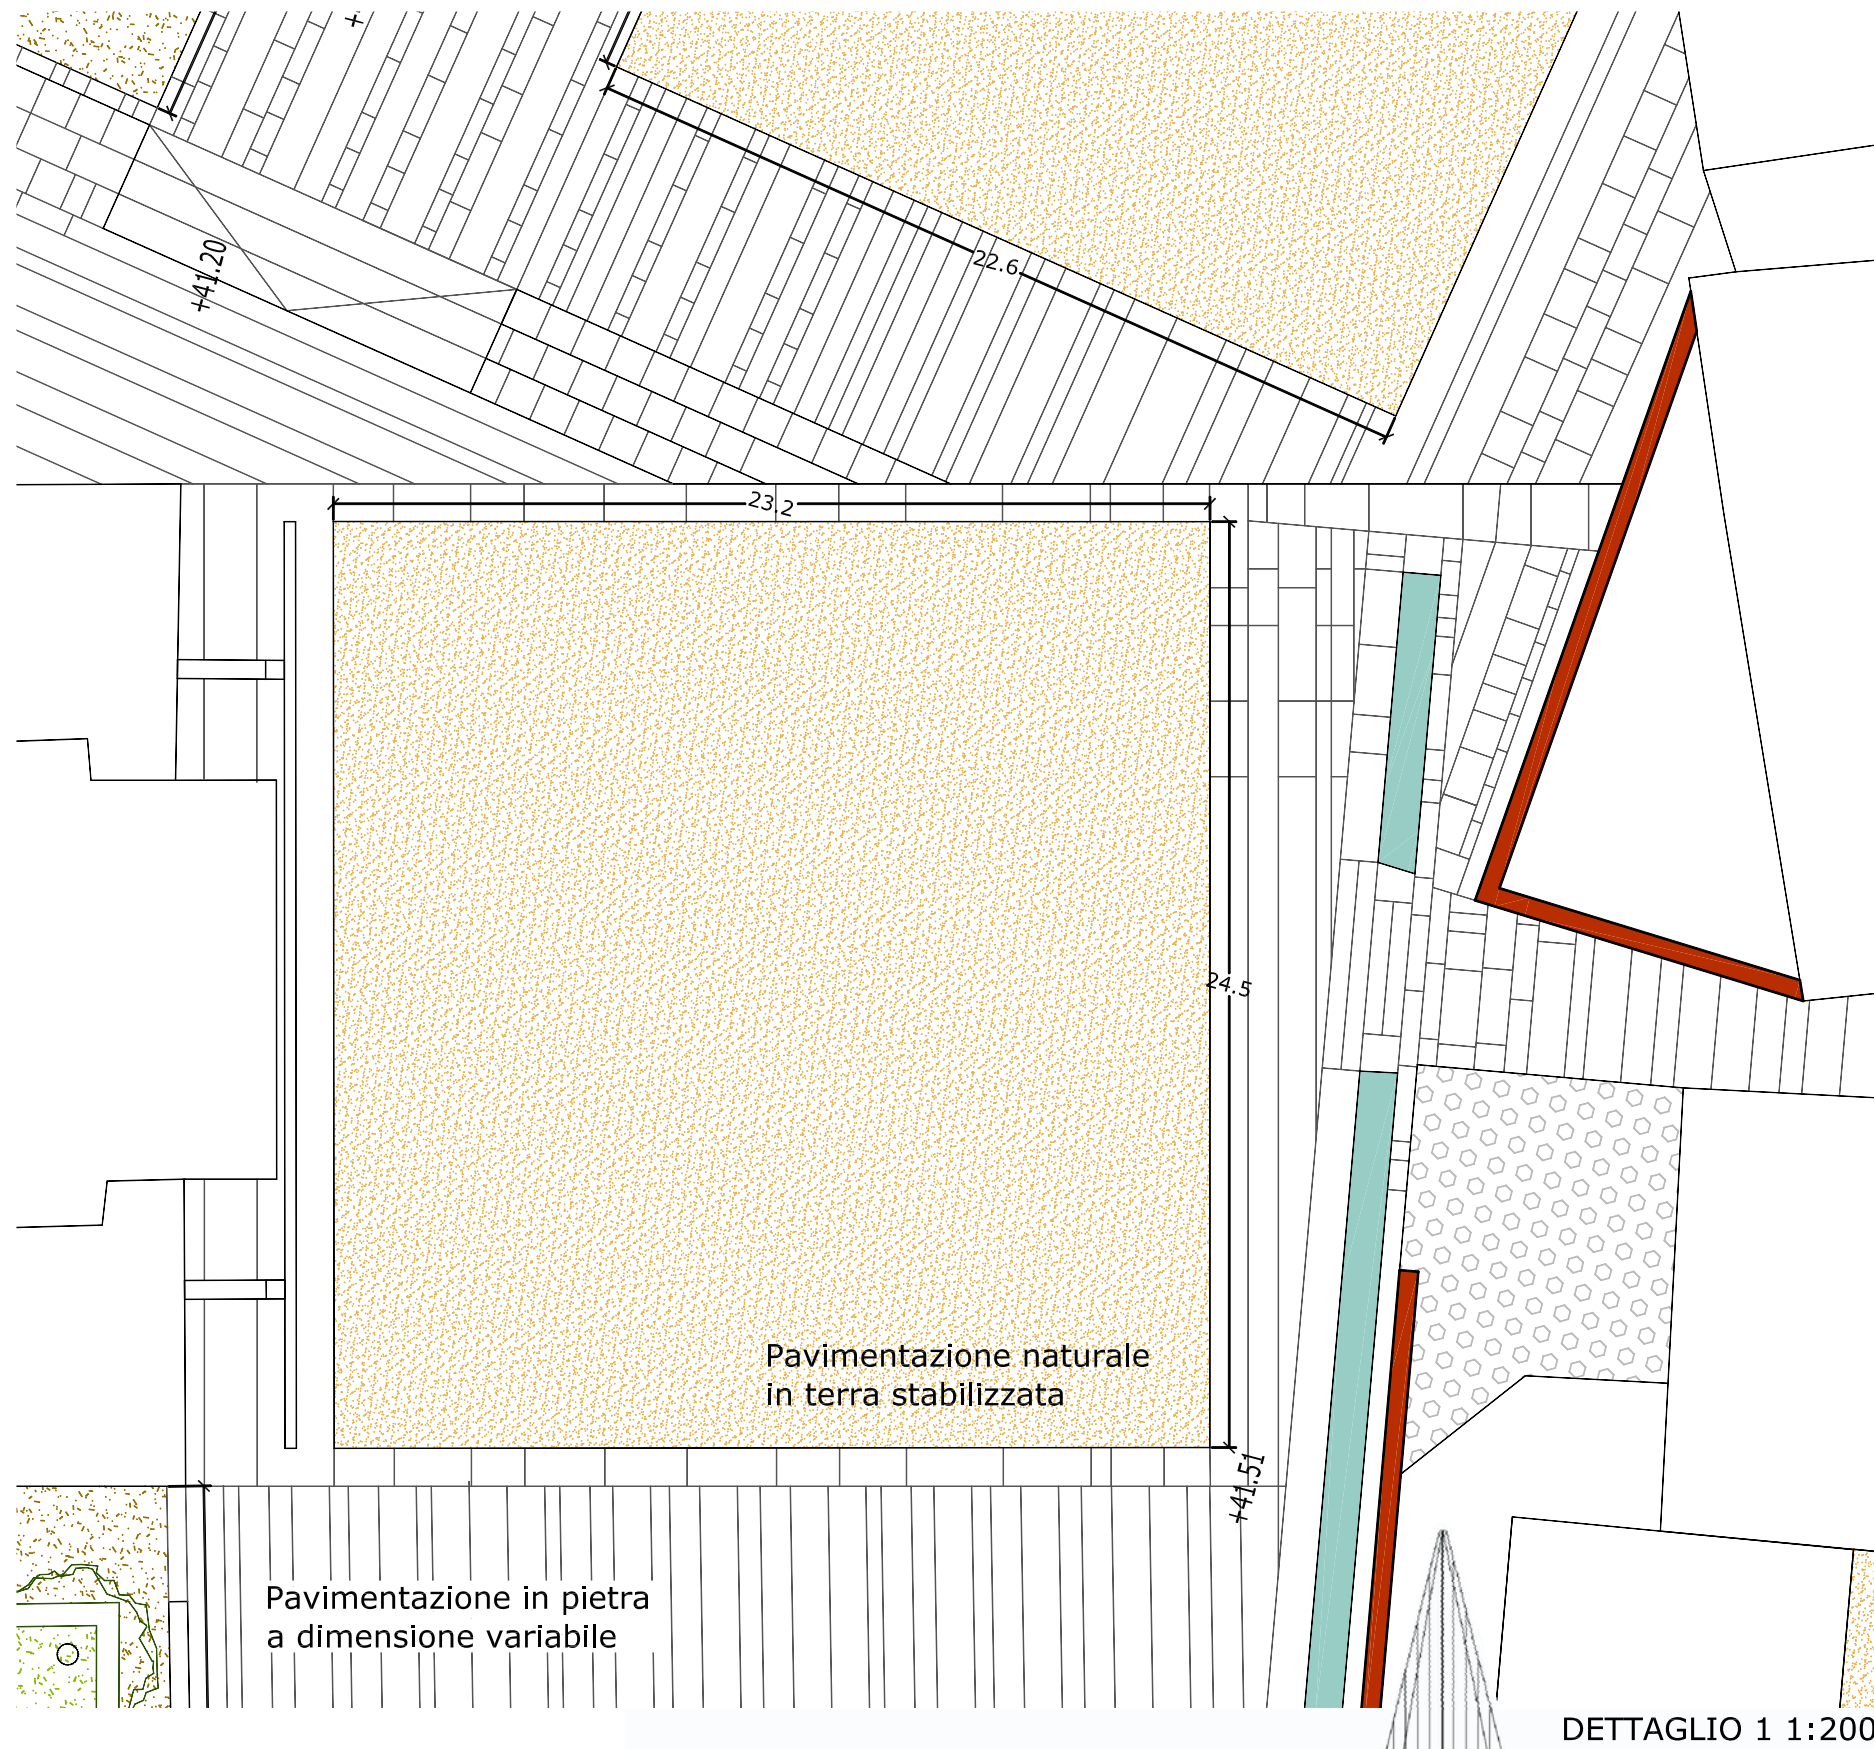 +41.20
22.6
23.2
24.5
Pavimentazione naturale
in terra stabilizzata
+41.51
Pavimentazione in pietra
a dimensione variabile
DETTAGLIO 1 1:200